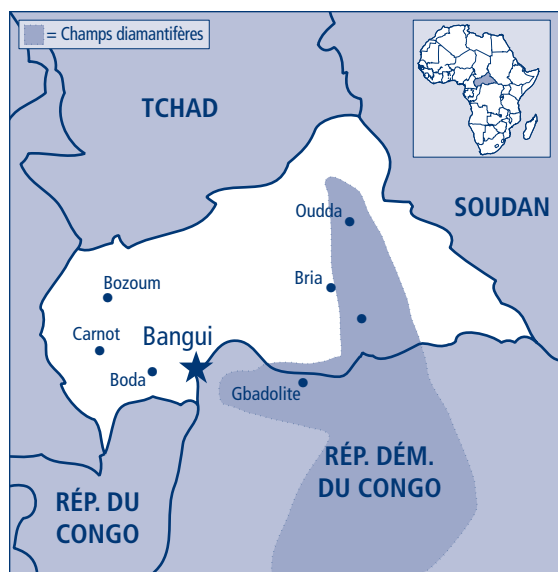 = Champs diamantifères
TCHAD
SOUDAN
Oudda
Bria
Bozoum
Carnot
Bangui
Boda
Gbadolite
RÉP. DÉM.
DU CONGO
RÉP. DU
CONGO